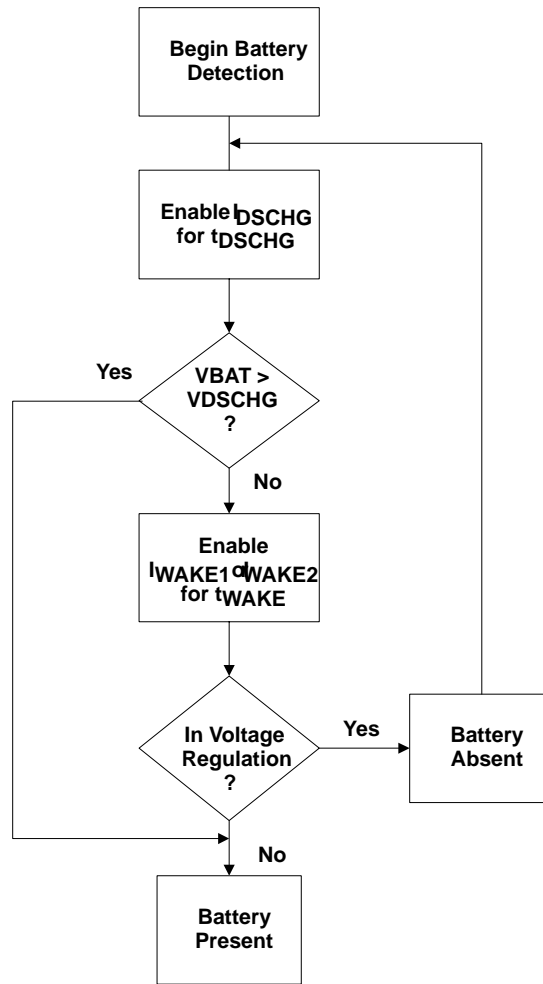 Begin Battery
Detection
Enable IDSCHG
for tDSCHG
Yes
VBAT >
VDSCHG
?
No
Enable
IWAKE1 or IWAKE2
for tWAKE
In Voltage
Regulation
?
Yes
Battery
Absent
No
Battery
Present